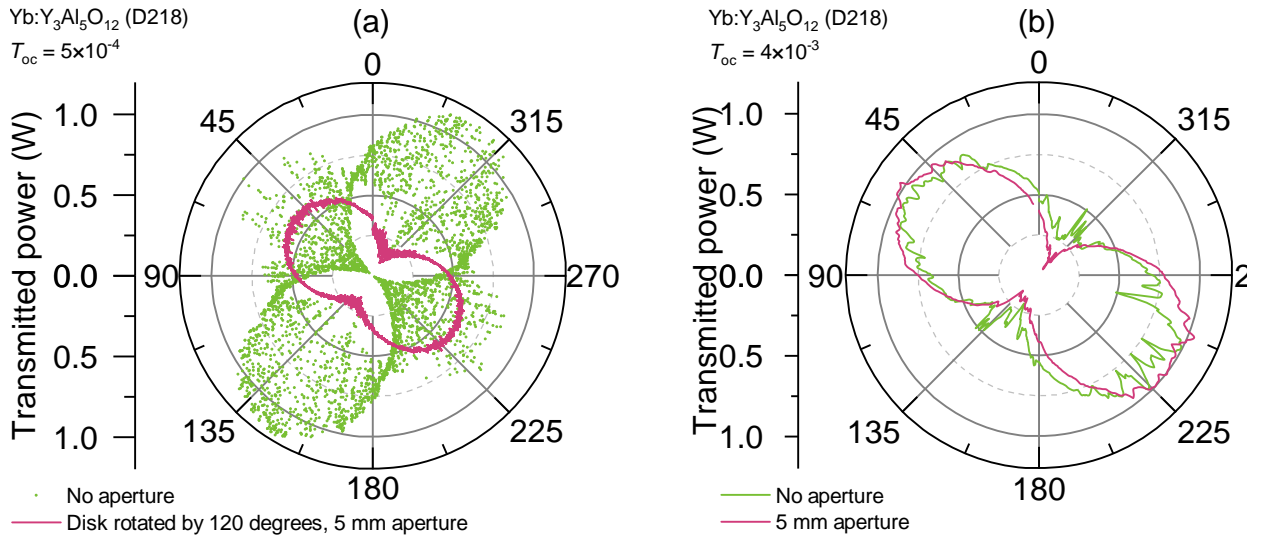 Yb:Y₃Al₅O₁₂ (D218)
T_oc = 5×10⁻⁴
(a)
Transmitted power (W)
1.0
0.5
0.0
0.5
1.0
0
45
315
90
270
135
225
180
No aperture
Disk rotated by 120 degrees, 5 mm aperture
Yb:Y₃Al₅O₁₂ (D218)
T_oc = 4×10⁻³
(b)
Transmitted power (W)
1.0
0.5
0.0
0.5
1.0
0
45
315
90
2
135
225
180
No aperture
5 mm aperture